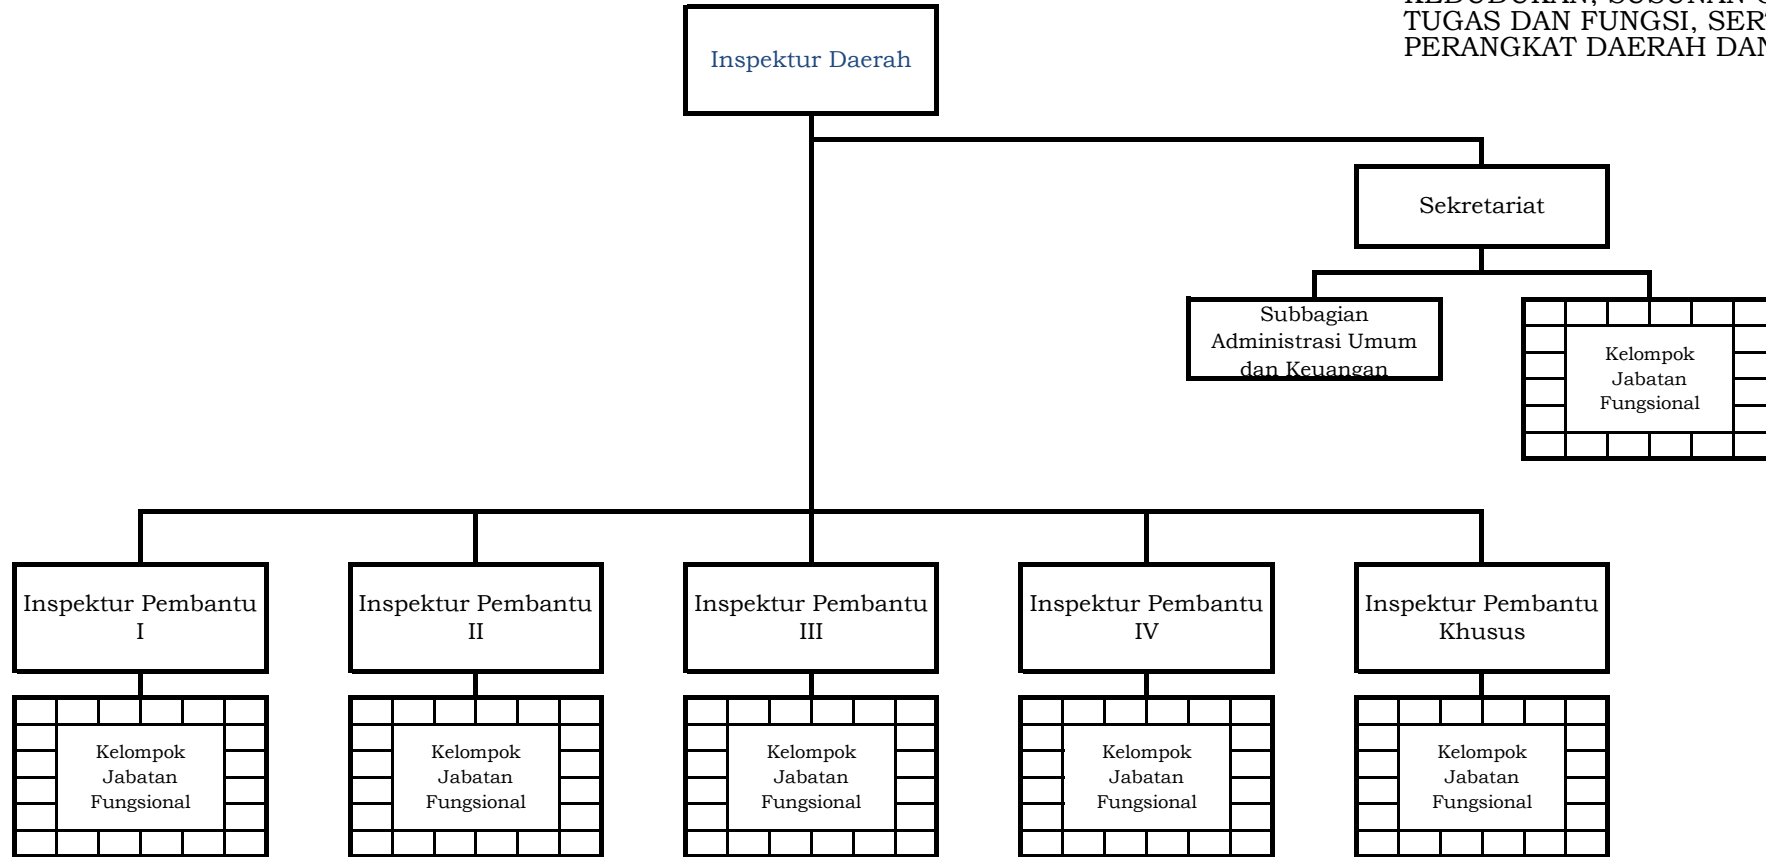 TUGAS DAN FUNGSI,
PERANGKAT DAERAH
Inspektur Daerah
Sekretariat
Subbagian
Administrasi Umum
dan Keuangan
Kelompok
Jabatan
Fungsional
Inspektur Pembantu
I
Inspektur Pembantu
II
Inspektur Pembantu
III
Inspektur Pembantu
IV
Inspektur Pembantu
Khusus
Kelompok
Jabatan
Fungsional
Kelompok
Jabatan
Fungsional
Kelompok
Jabatan
Fungsional
Kelompok
Jabatan
Fungsional
Kelompok
Jabatan
Fungsional